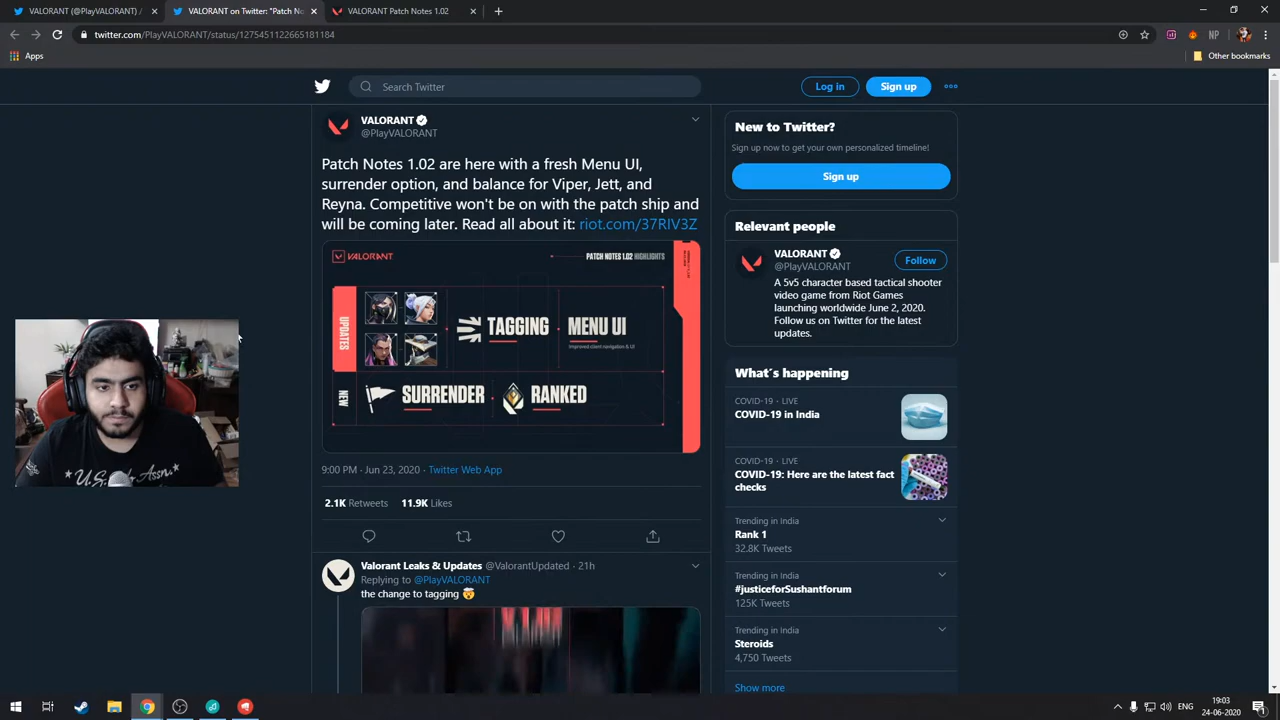 VALORANT (@PlayVALORANT) /
VALORANT on Twitter: "Patch No
VALORANT Patch Notes 1.02
twitter.com/PlayVALORANT/status/1275451122665181184
NP
Apps
Other bookmarks
Search Twitter
Log in
Sign up
VALORANT
@PlayVALORANT
Patch Notes 1.02 are here with a fresh Menu UI,
surrender option, and balance for Viper, Jett, and
Reyna. Competitive won't be on with the patch ship and
will be coming later. Read all about it: riot.com/37RIV3Z
VALORANT
PATCH NOTES 1.02 HIGHLIGHTS
UPDATES
TAGGING
MENU UI
Improved client navigation & UI
NEW
SURRENDER
RANKED
9:00 PM · Jun 23, 2020 · Twitter Web App
2.1K Retweets 11.9K Likes
Valorant Leaks & Updates @ValorantUpdated · 21h
Replying to @PlayVALORANT
the change to tagging 🤯
New to Twitter?
Sign up now to get your own personalized timeline!
Sign up
Relevant people
VALORANT
@PlayVALORANT
Follow
A 5v5 character based tactical shooter
video game from Riot Games
launching worldwide June 2, 2020.
Follow us on Twitter for the latest
updates.
What's happening
COVID-19 · LIVE
COVID-19 in India
COVID-19 · LIVE
COVID-19: Here are the latest fact
checks
Trending in India
Rank 1
32.8K Tweets
Trending in India
#justiceforSushantforum
125K Tweets
Trending in India
Steroids
4,750 Tweets
Show more
ENG
19:03
24-06-2020